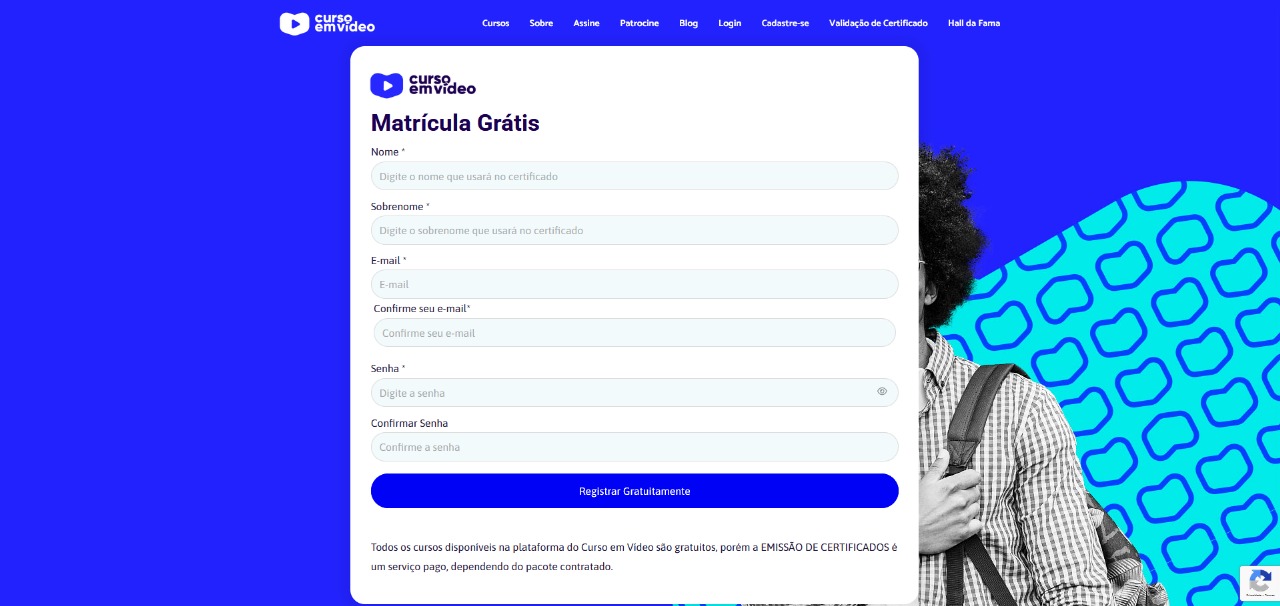 curso
emvídeo
Cursos Sobre Assine Patrocine Blog Login Cadastre-se Validação de Certificado Hall da Fama
curso
emvídeo
Matrícula Grátis
Nome *
Digite o nome que usará no certificado
Sobrenome *
Digite o sobrenome que usará no certificado
E-mail *
E-mail
Confirme seu e-mail*
Confirme seu e-mail
Senha *
Digite a senha
Confirmar Senha
Confirme a senha
Registrar Gratuitamente
Todos os cursos disponíveis na plataforma do Curso em Vídeo são gratuitos, porém a EMISSÃO DE CERTIFICADOS é
um serviço pago, dependendo do pacote contratado.